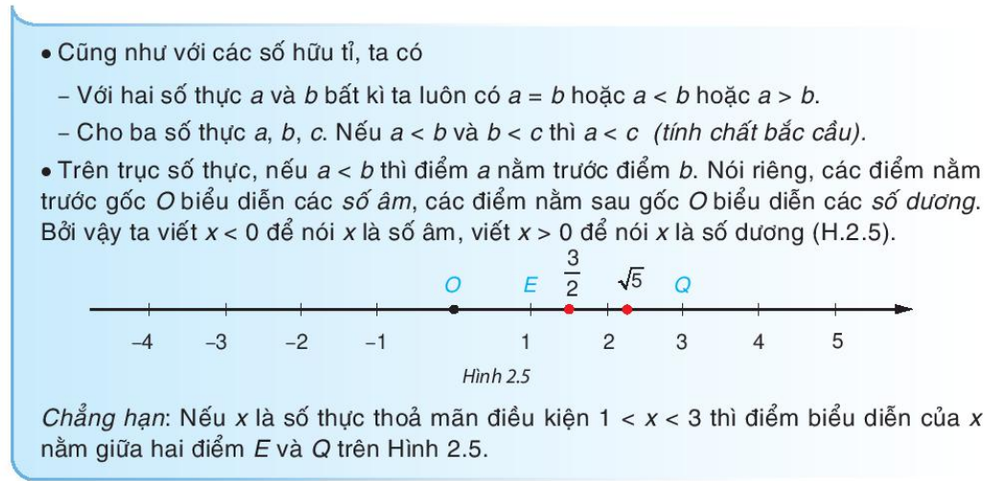 • Cũng như với các số hữu tỉ, ta có
– Với hai số thực a và b bất kì ta luôn có a = b hoặc a < b hoặc a > b.
– Cho ba số thực a, b, c. Nếu a < b và b < c thì a < c (tính chất bắc cầu).
• Trên trục số thực, nếu a < b thì điểm a nằm trước điểm b. Nói riêng, các điểm nằm
trước gốc O biểu diễn các số âm, các điểm nằm sau gốc O biểu diễn các số dương.
Bởi vậy ta viết x < 0 để nói x là số âm, viết x > 0 để nói x là số dương (H.2.5).
O E 3/2 √5 Q
–4 –3 –2 –1 1 2 3 4 5
Hình 2.5
Chẳng hạn: Nếu x là số thực thoả mãn điều kiện 1 < x < 3 thì điểm biểu diễn của x
nằm giữa hai điểm E và Q trên Hình 2.5.